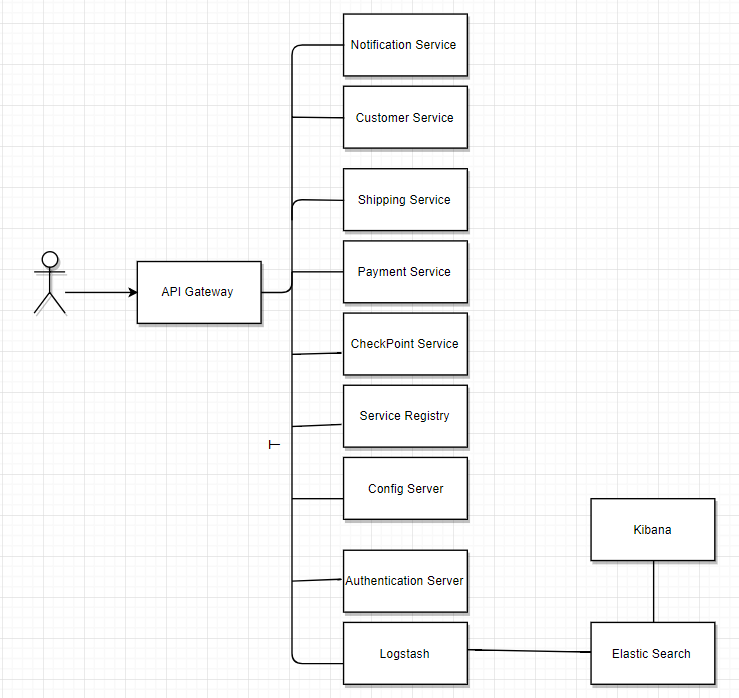 Notification Service
Customer Service
Shipping Service
Payment Service
API Gateway
CheckPoint Service
Service Registry
Config Server
Kibana
Authentication Server
Logstash
Elastic Search